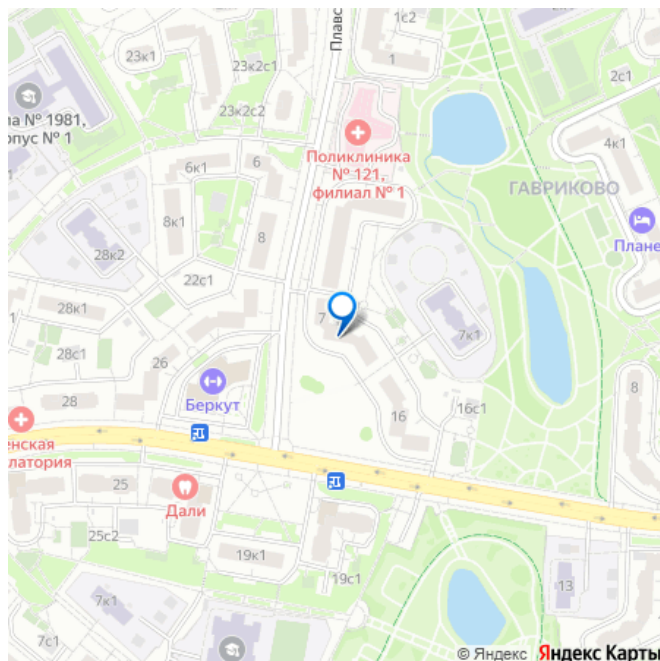 1с2
23к1
Плавс
1
23к2с1
2с1
23к2с2
ла № 1981,
рпус № 1
Поликлиника
№ 121,
филиал № 1
4к1
6к1
6
ГАВРИКОВО
8к1
8
Плане
28к2
22с1
28к1
7
7к1
28с1
26
Беркут
28
16
16с1
8
енская
латория
25
Дали
25с2
19к1
19с1
13
7к1
7с1
© Яндекс Яндекс Карты